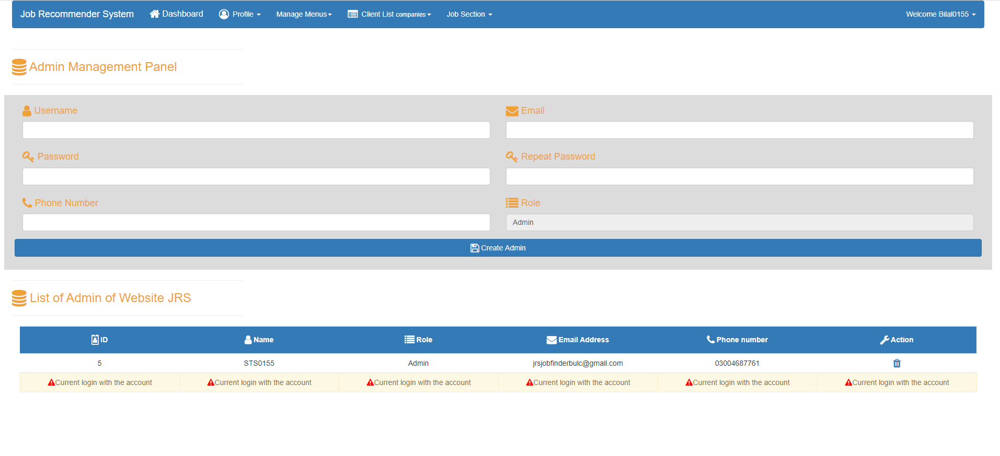 Job Recommender System Dashboard Profile Manage Menus Client List companies Job Section Welcome Bilal0155
Admin Management Panel
Username Email
Password Repeat Password
Phone Number Role
Admin
Create Admin
List of Admin of Website JRS
ID Name Role Email Address Phone number Action
5 STS0155 Admin jrsjobfinderbulc@gmail.com 03004687761
Current login with the account Current login with the account Current login with the account Current login with the account Current login with the account Current login with the account